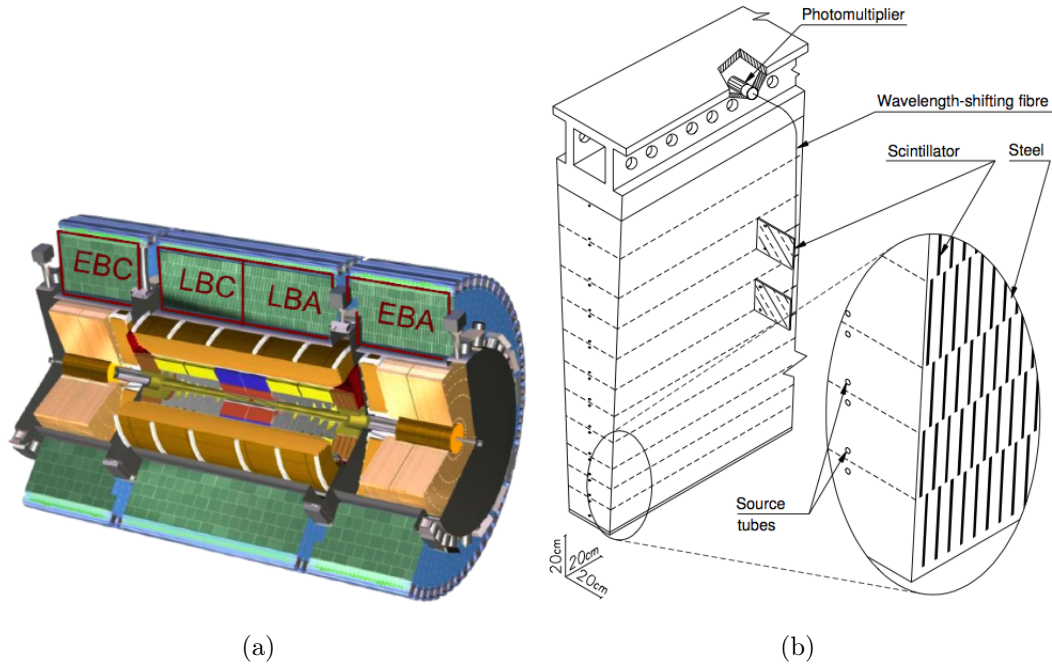 EBC
LBC
LBA
EBA
(a)
Photomultiplier
Wavelength-shifting fibre
Scintillator
Steel
Source
tubes
20cm
20cm
20cm
(b)